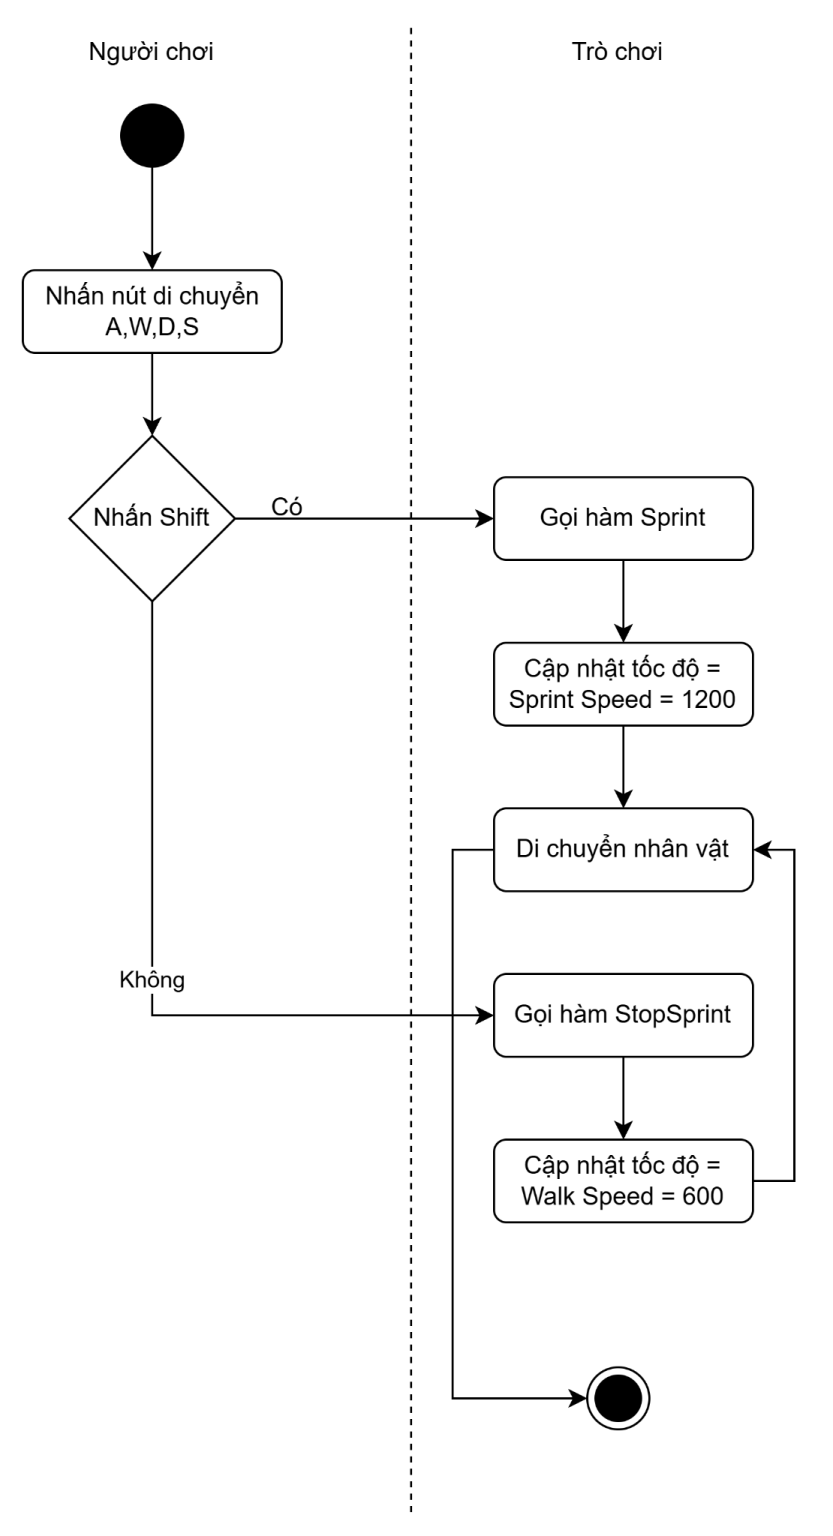 Người chơi
Trò chơi
Nhấn nút di chuyển
A,W,D,S
Nhấn Shift
Có
Gọi hàm Sprint
Cập nhật tốc độ =
Sprint Speed = 1200
Di chuyển nhân vật
Không
Gọi hàm StopSprint
Cập nhật tốc độ =
Walk Speed = 600